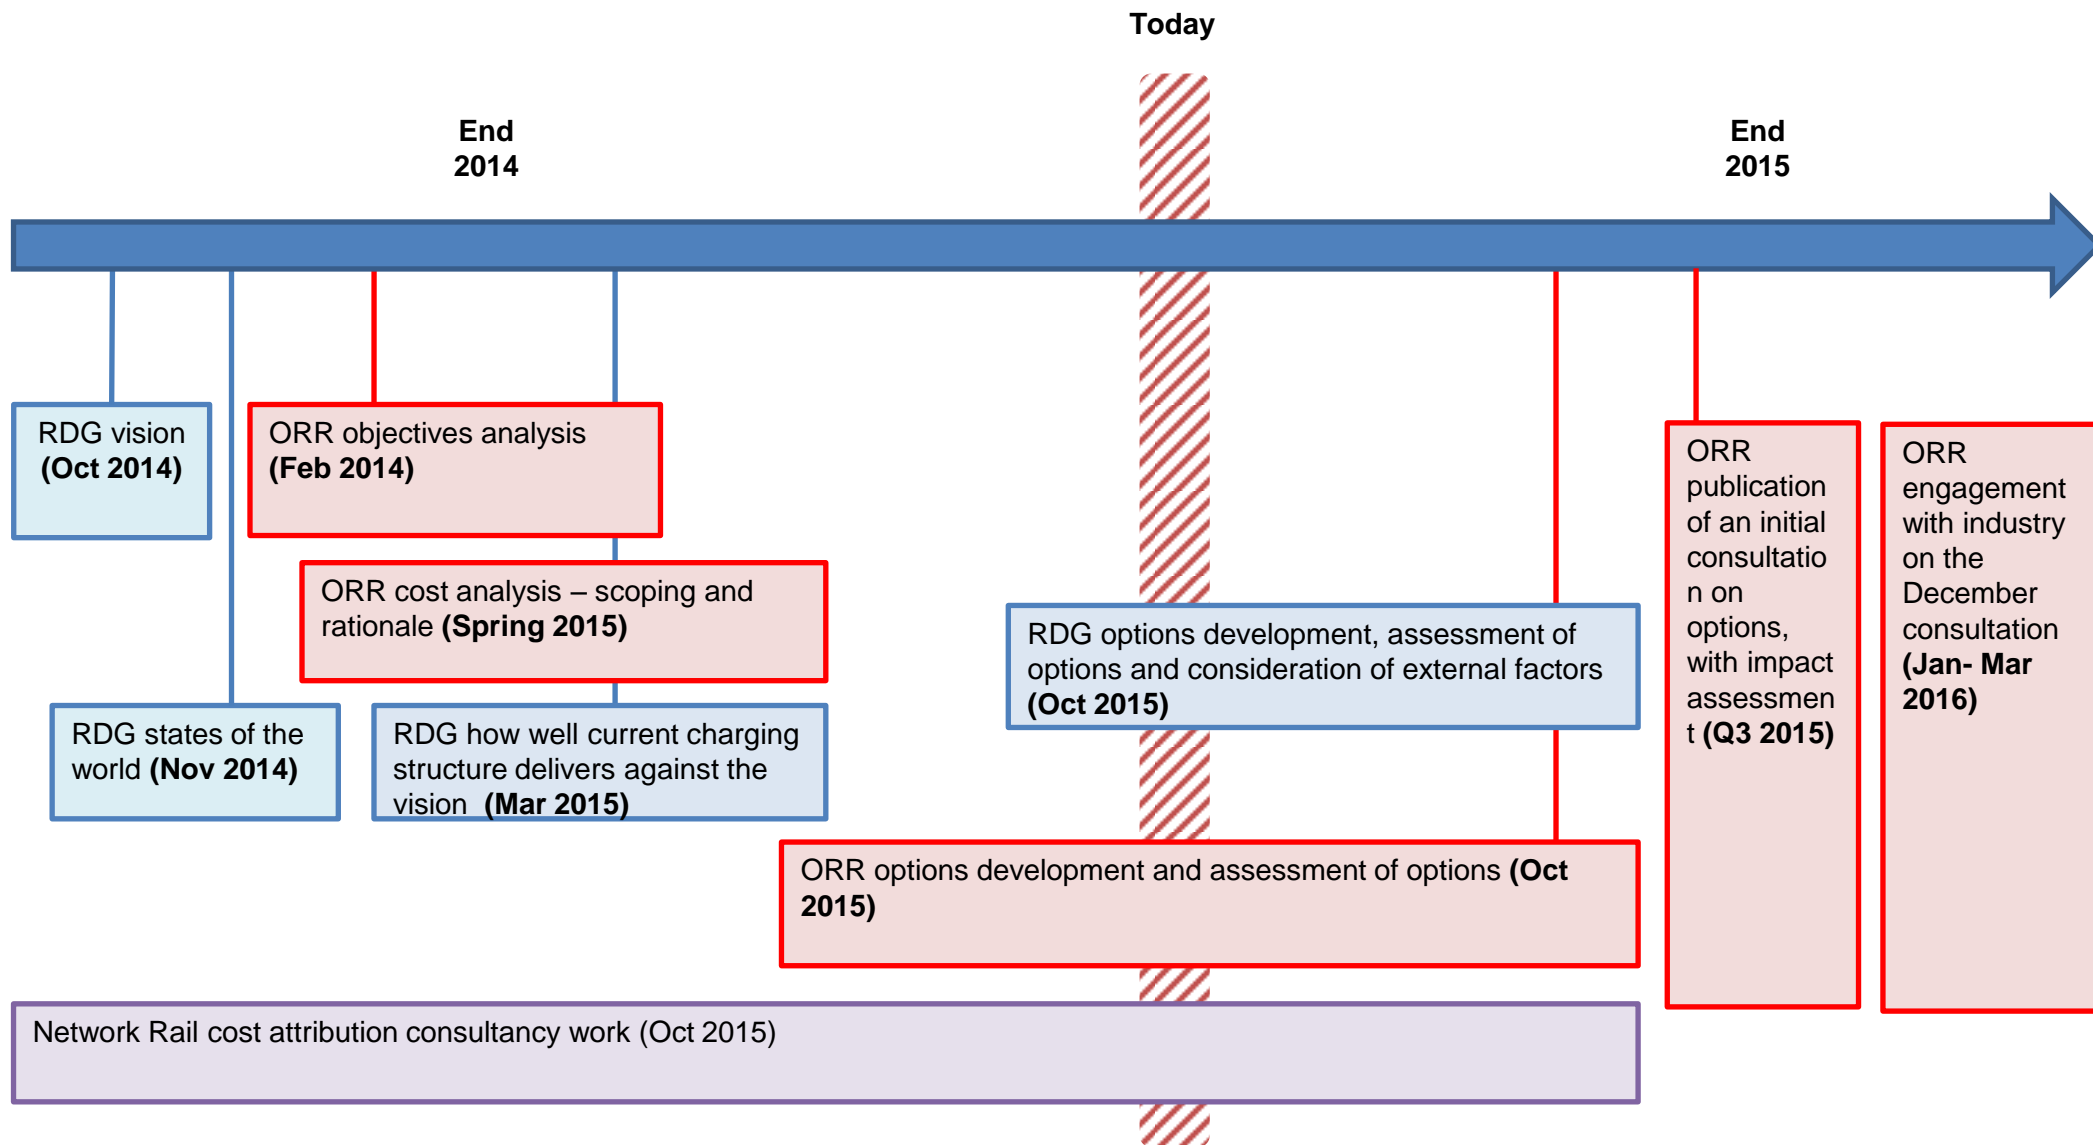 Today
End
2014
End
2015
RDG vision
(Oct 2014)
ORR objectives analysis
(Feb 2014)
ORR cost analysis – scoping and
rationale (Spring 2015)
RDG states of the
world (Nov 2014)
RDG how well current charging
structure delivers against the
vision  (Mar 2015)
RDG options development, assessment of
options and consideration of external factors
(Oct 2015)
ORR options development and assessment of options (Oct
2015)
ORR
publication
of an initial
consultatio
n on
options,
with impact
assessmen
t (Q3 2015)
ORR
engagement
with industry
on the
December
consultation
(Jan- Mar
2016)
Network Rail cost attribution consultancy work (Oct 2015)